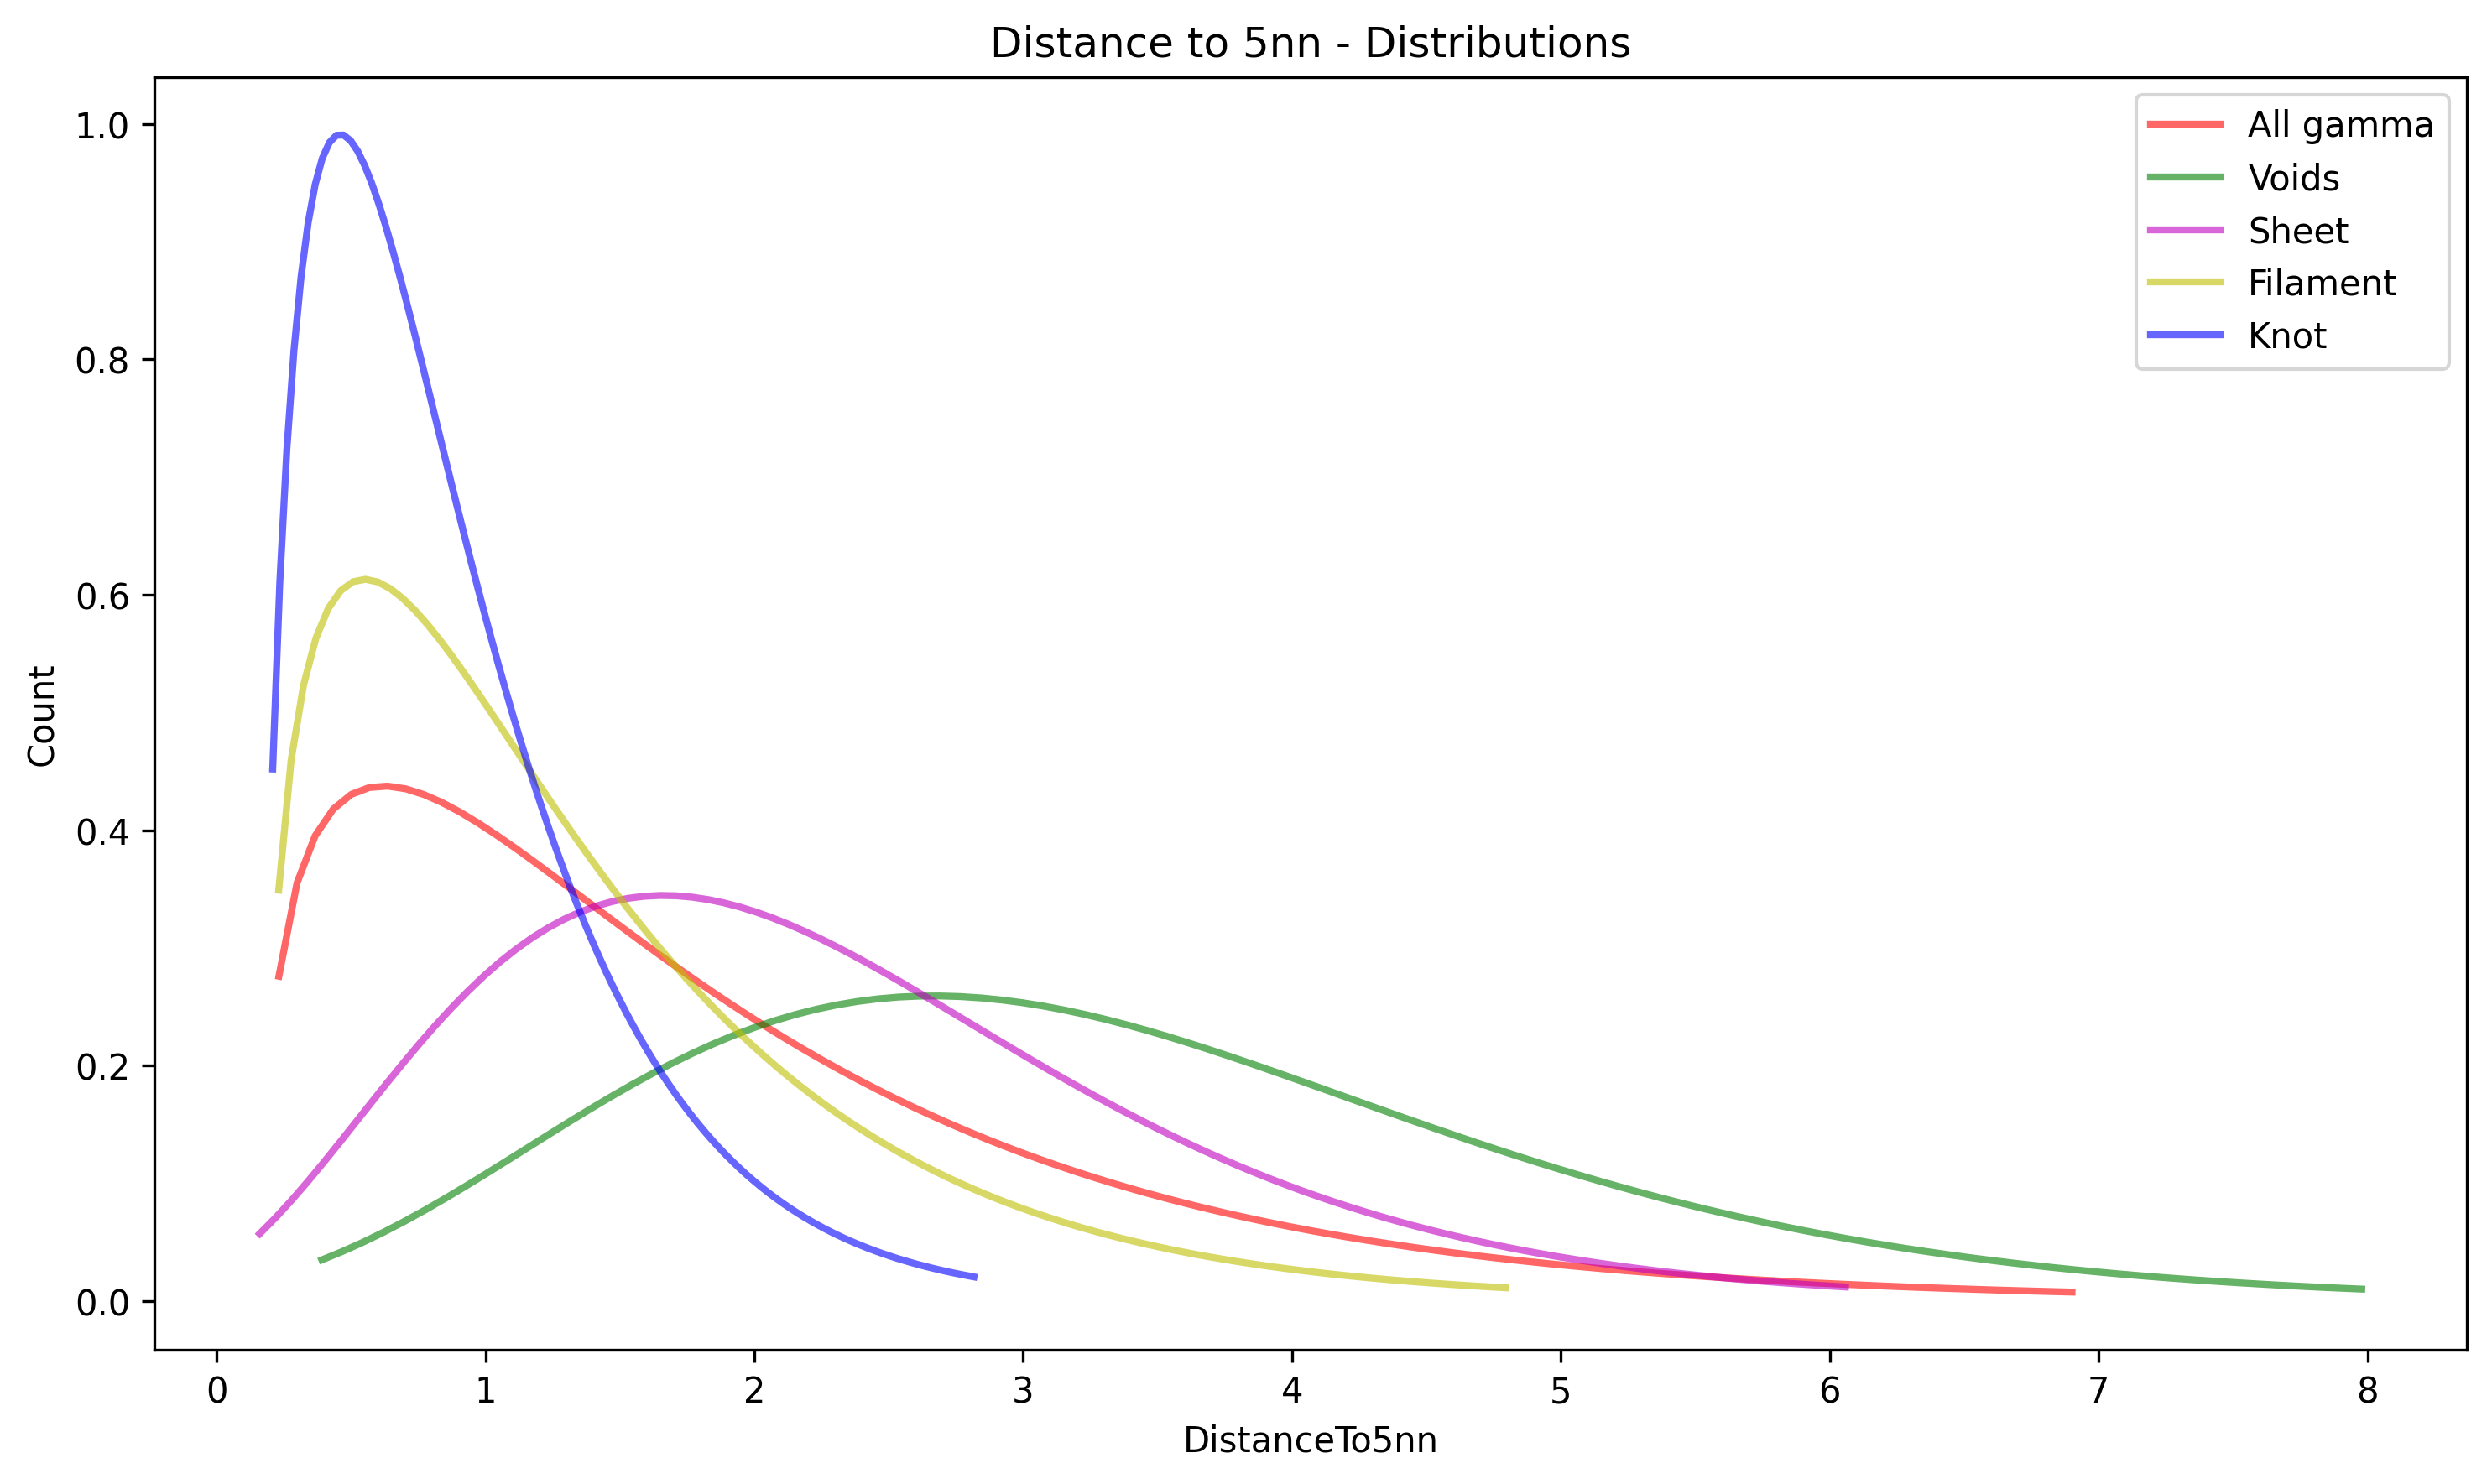 Distance to 5nn - Distributions
All gamma
Voids
Sheet
Filament
Knot
Count
1.0
0.8
0.6
0.4
0.2
0.0
0 1 2 3 4 5 6 7 8
DistanceTo5nn